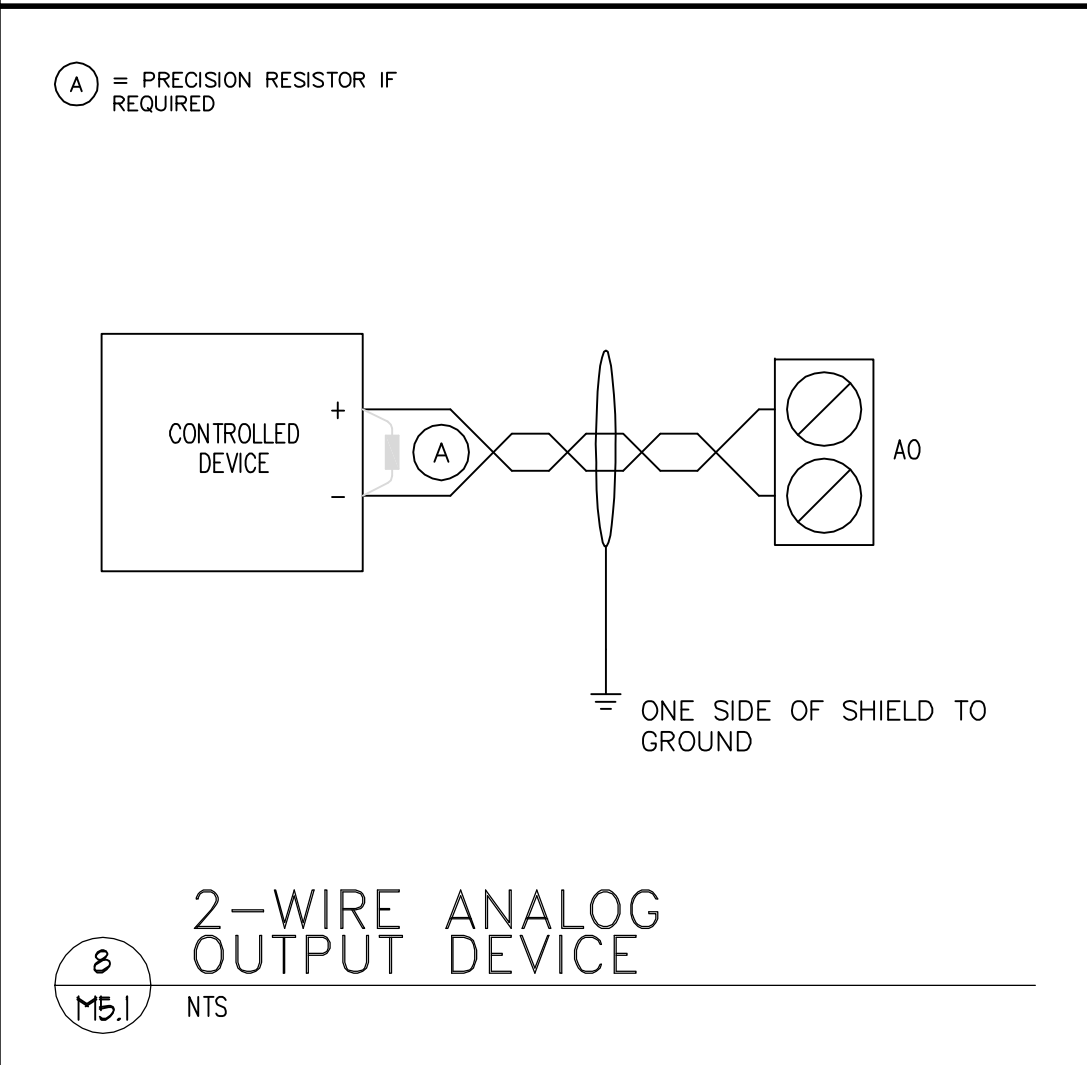 A = PRECISION RESISTOR IF
REQUIRED
CONTROLLED
DEVICE
+
−
A
AO
ONE SIDE OF SHIELD TO
GROUND
2-WIRE ANALOG
OUTPUT DEVICE
8
M5.1
NTS